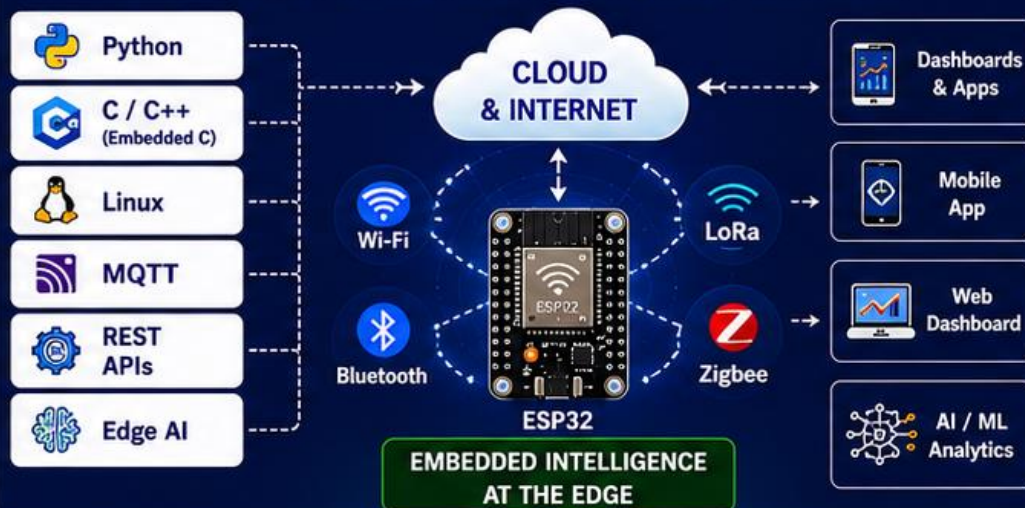 Python
C / C++
(Embedded C)
Linux
MQTT
REST
APIs
Edge AI
CLOUD
& INTERNET
Wi-Fi
LoRa
Bluetooth
Zigbee
ESP32
EMBEDDED INTELLIGENCE
AT THE EDGE
Dashboards
& Apps
Mobile
App
Web
Dashboard
AI / ML
Analytics